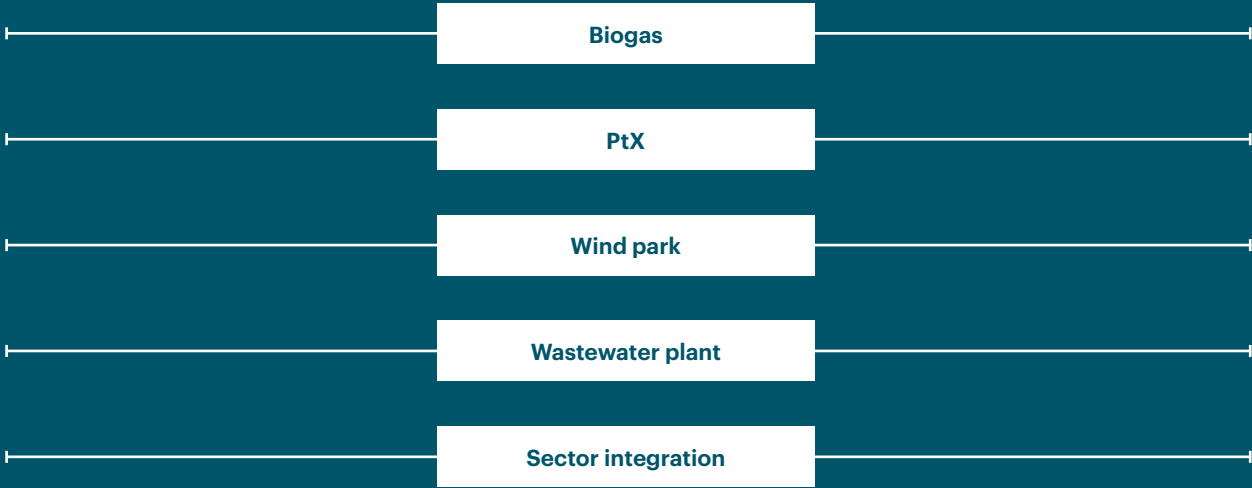 Biogas
PtX
Wind park
Wastewater plant
Sector integration